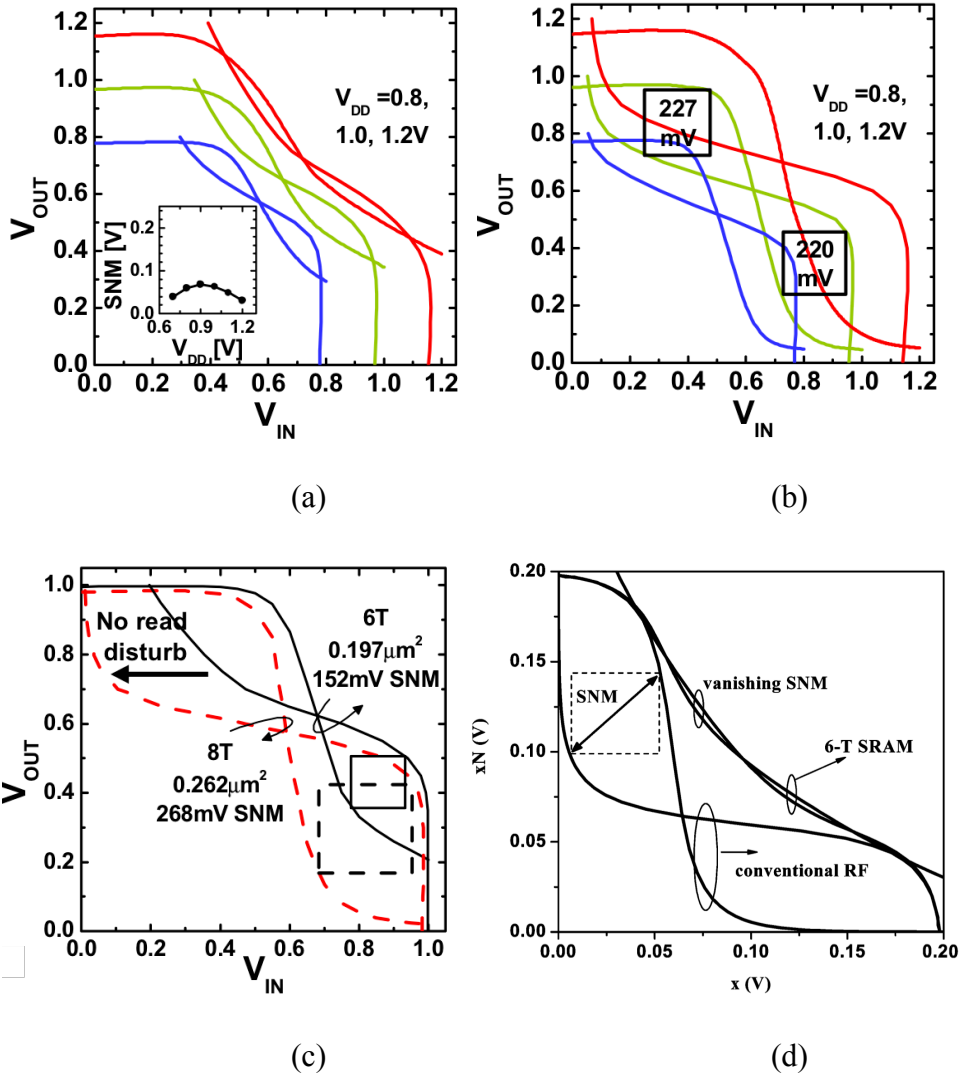 1.2
1.0
0.8
0.6
0.4
0.2
0.0
V_OUT
V_DD =0.8,
1.0, 1.2V
SNM [V]
0.2
0.1
0.0
0.6 0.9 1.2
V_DD [V]
0.0 0.2 0.4 0.6 0.8 1.0 1.2
V_IN
(a)
1.2
1.0
0.8
0.6
0.4
0.2
0.0
V_OUT
V_DD =0.8,
1.0, 1.2V
227
mV
220
mV
0.0 0.2 0.4 0.6 0.8 1.0 1.2
V_IN
(b)
1.0
0.8
0.6
0.4
0.2
0.0
V_OUT
No read
disturb
6T
0.197μm²
152mV SNM
8T
0.262μm²
268mV SNM
0.0 0.2 0.4 0.6 0.8 1.0
V_IN
(c)
0.20
0.15
0.10
0.05
0.00
xN (V)
SNM
vanishing SNM
6-T SRAM
conventional RF
0.00 0.05 0.10 0.15 0.20
x (V)
(d)